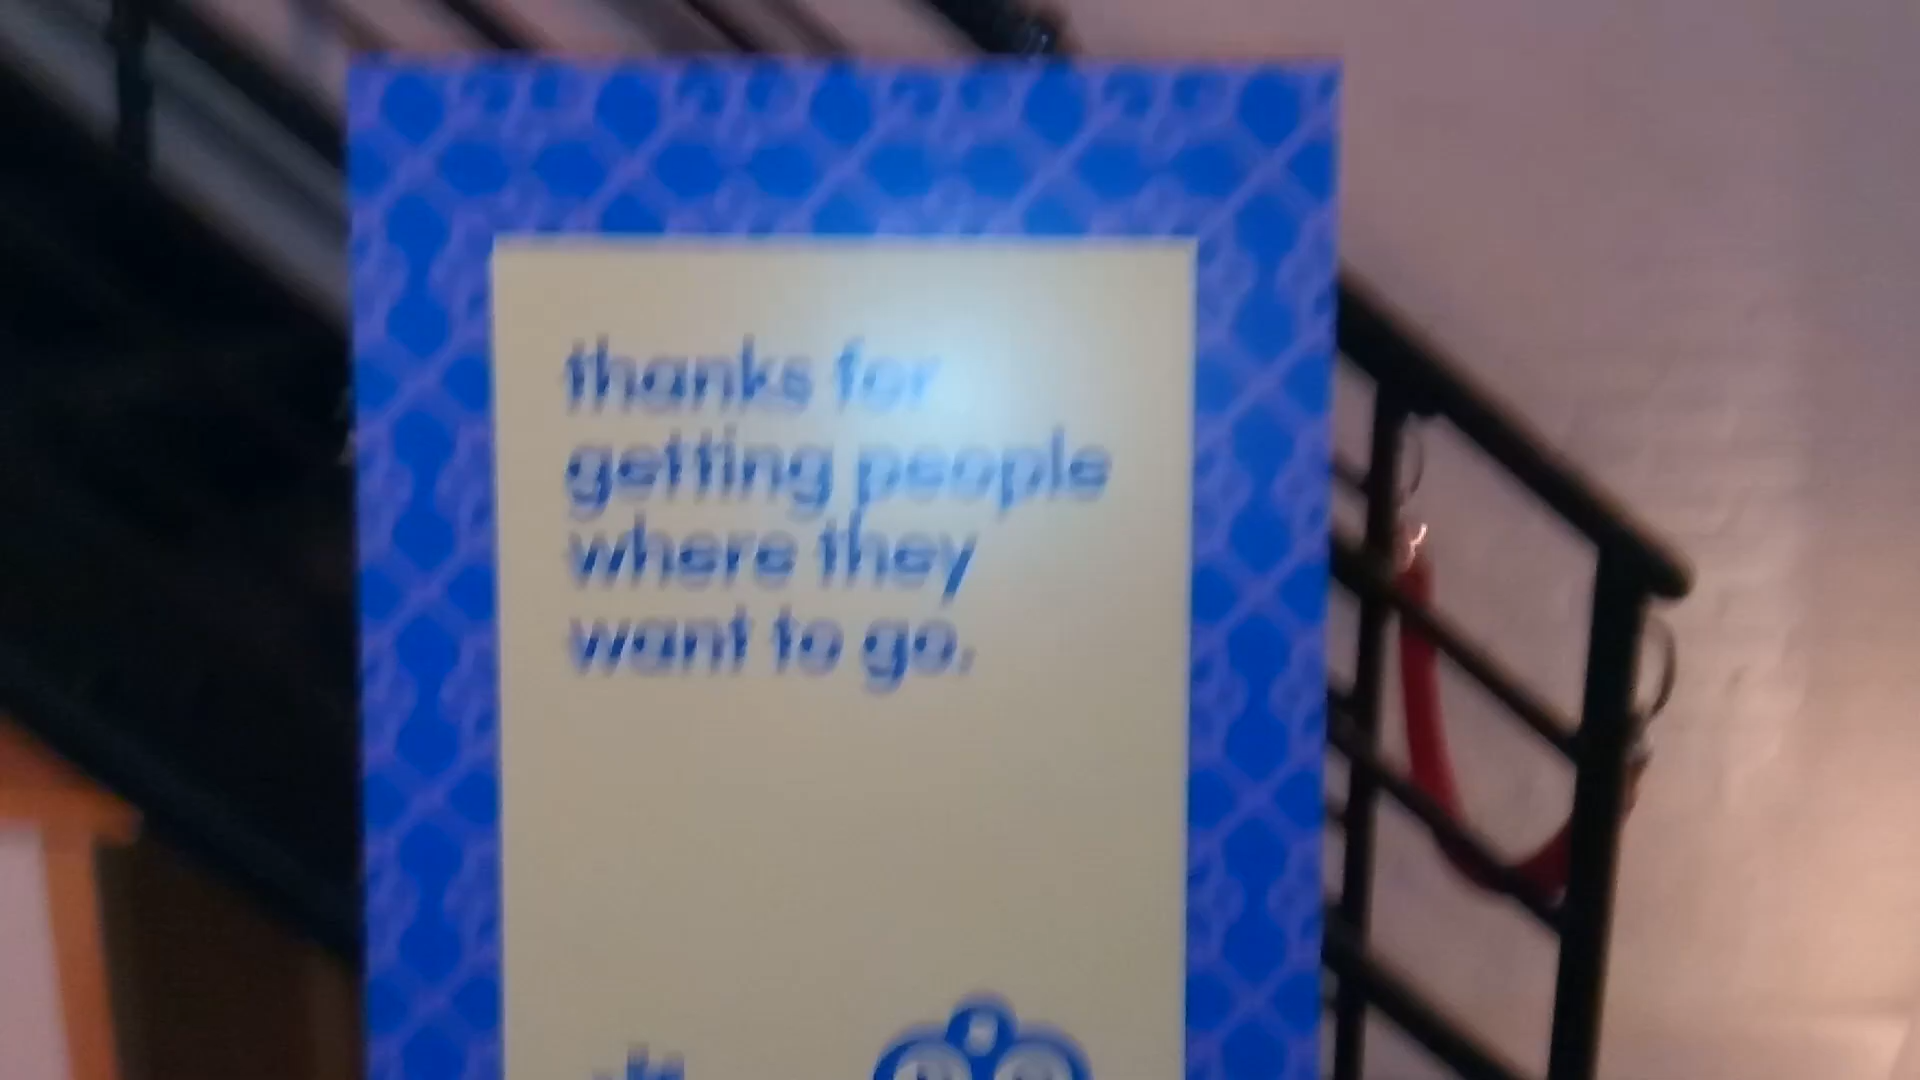 thanks for
getting people
where they
want to go.